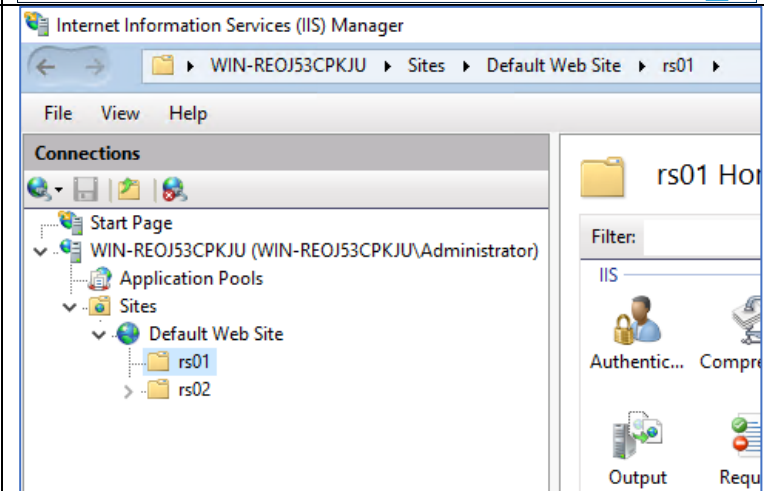 Internet Information Services (IIS) Manager
WIN-REOJ53CPKJU Sites Default Web Site rs01
File View Help
Connections
Start Page
WIN-REOJ53CPKJU (WIN-REOJ53CPKJU\Administrator)
Application Pools
Sites
Default Web Site
rs01
rs02
rs01 Hor
Filter:
IIS
Authentic... Compre
Output Requ